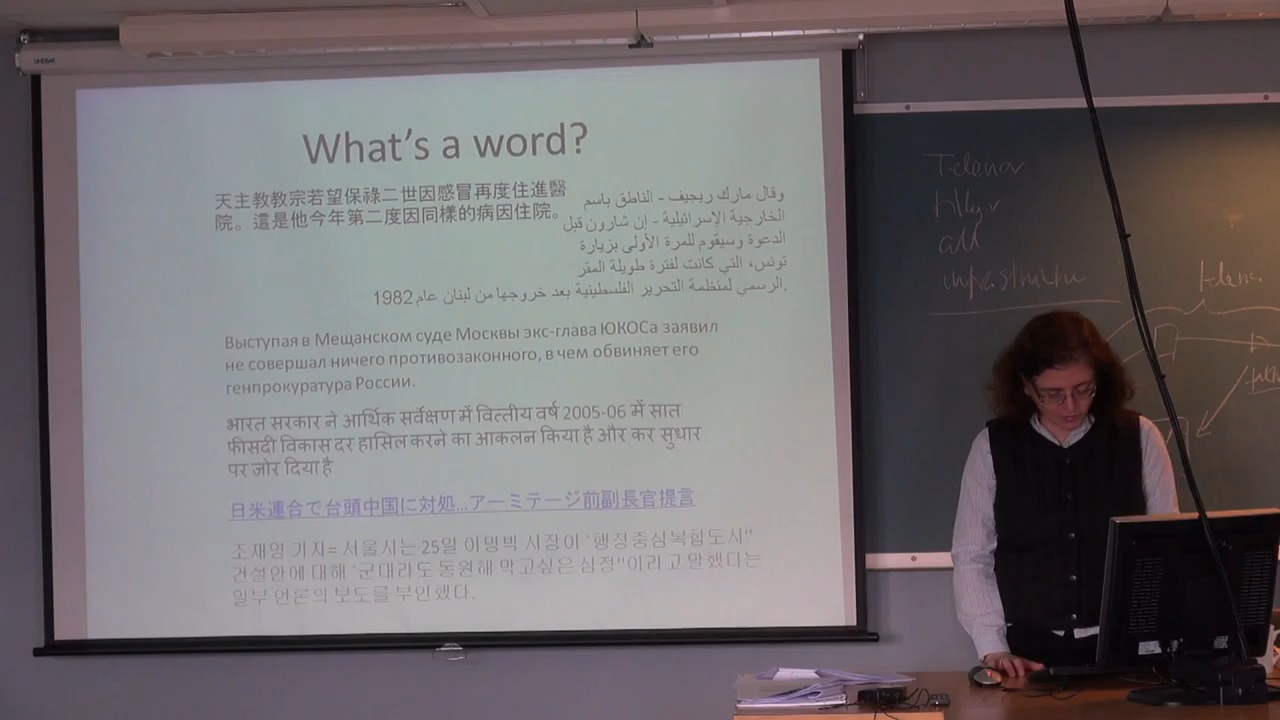 What's a word?
天主教教宗若望保祿二世因感冒再度住進醫
院。這是他今年第二度因同樣的病因住院。
وقال مارك ريجيف - الناطق باسم
الخارجية الإسرائيلية - إن شارون قبل
الدعوة وسيقوم للمرة الأولى بزيارة
تونس، التي كانت لفترة طويلة المقر
الرسمي لمنظمة التحرير الفلسطينية بعد خروجها من لبنان عام 1982.
Выступая в Мещанском суде Москвы экс-глава ЮКОСа заявил
не совершал ничего противозаконного, в чем обвиняет его
генпрокуратура России.
भारत सरकार ने आर्थिक सर्वेक्षण में वित्तीय वर्ष 2005-06 में सात
फीसदी विकास दर हासिल करने का आकलन किया है और कर सुधार
पर ज़ोर दिया है
日米連合で台頭中国に対処...アーミテージ前副長官提言
조재영 기자= 서울시는 25일 이명박 시장이 `행정중심복합도시''
건설안에 대해 `군대라도 동원해 막고싶은 심정''이라고 말했다는
일부 언론의 보도를 부인했다.
Telenor
all